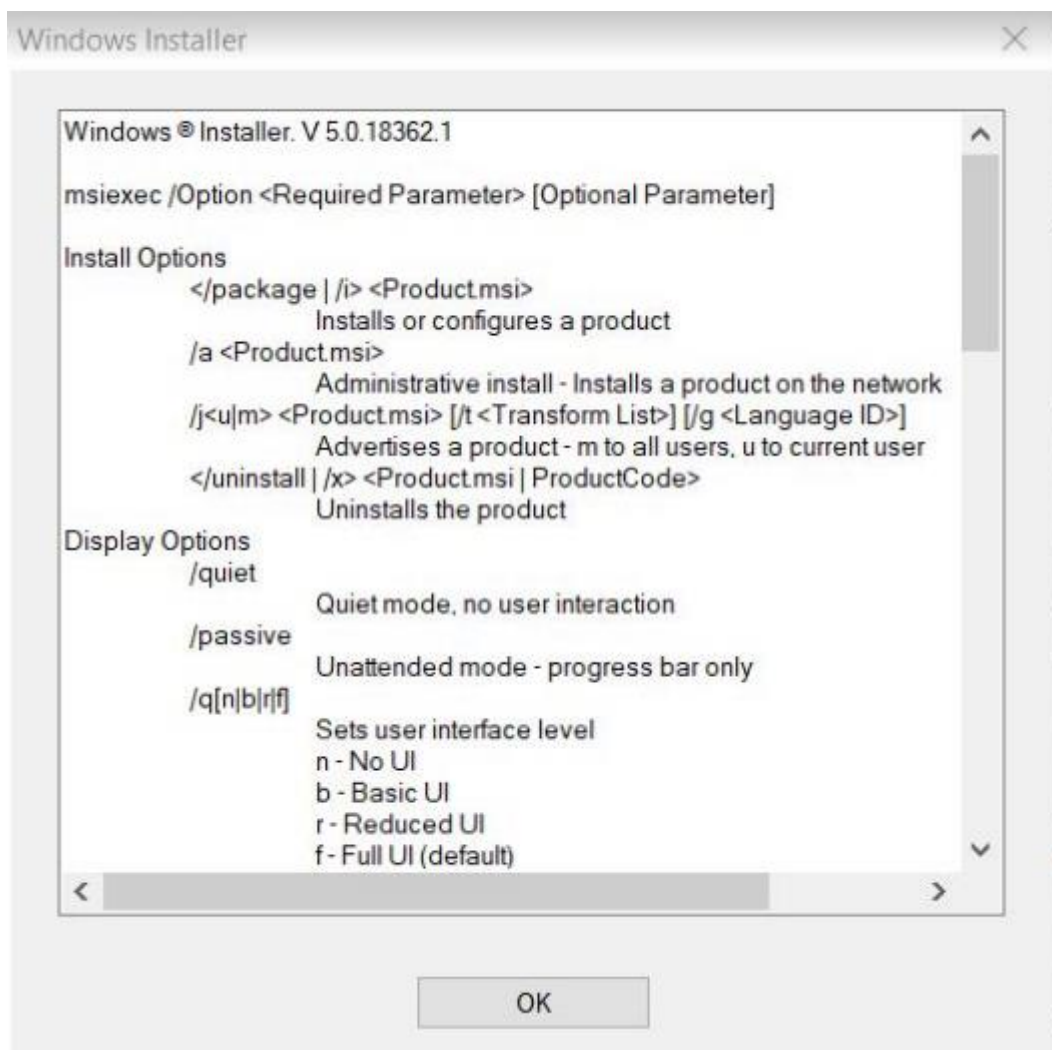 Windows Installer
Windows ® Installer. V 5.0.18362.1
msiexec /Option <Required Parameter> [Optional Parameter]
Install Options
</package | /i> <Product.msi>
Installs or configures a product
/a <Product.msi>
Administrative install - Installs a product on the network
/j<u|m> <Product.msi> [/t <Transform List>] [/g <Language ID>]
Advertises a product - m to all users, u to current user
</uninstall | /x> <Product.msi | ProductCode>
Uninstalls the product
Display Options
/quiet
Quiet mode, no user interaction
/passive
Unattended mode - progress bar only
/q[n|b|r|f]
Sets user interface level
n - No UI
b - Basic UI
r - Reduced UI
f - Full UI (default)
OK